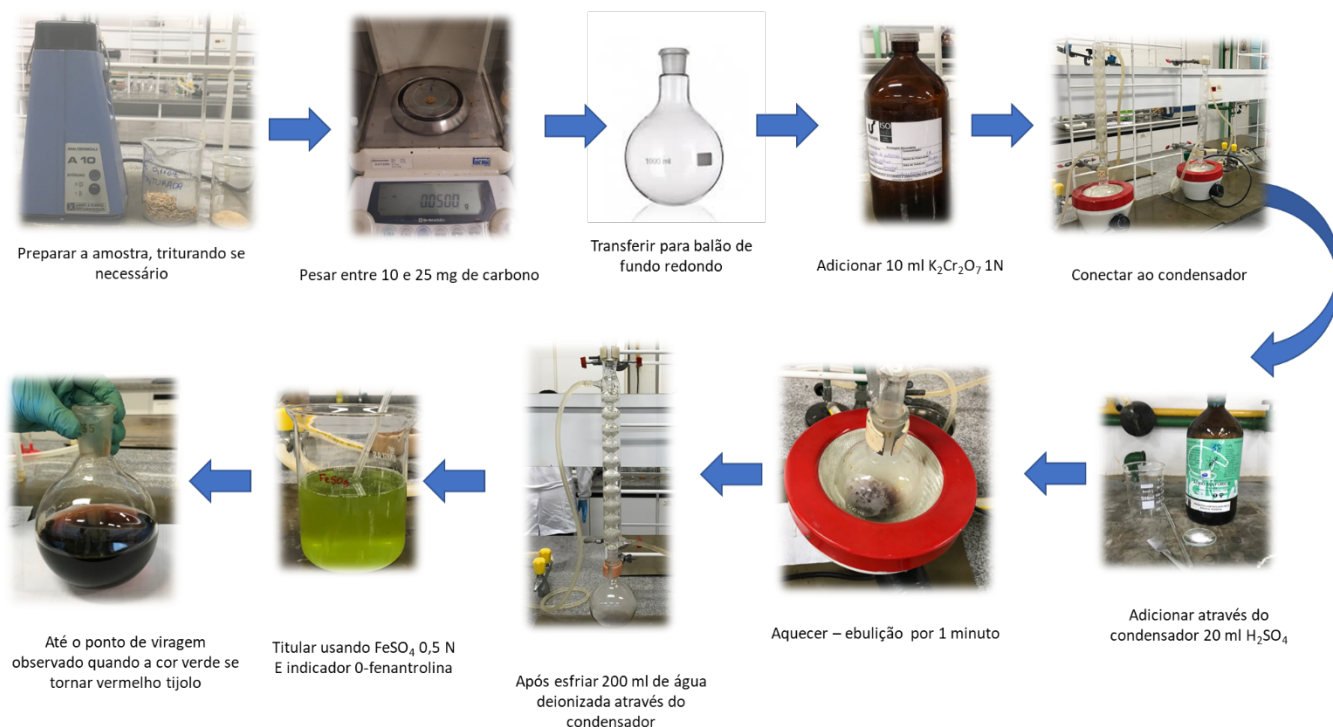 A 10
0.0500 g
1000 ml
ISO
Preparar a amostra, triturando se
necessário
Pesar entre 10 e 25 mg de carbono
Transferir para balão de
fundo redondo
Adicionar 10 ml K₂Cr₂O₇ 1N
Conectar ao condensador
Adicionar através do
condensador 20 ml H₂SO₄
Aquecer – ebulição por 1 minuto
Após esfriar 200 ml de água
deionizada através do
condensador
FeSO₄
Titular usando FeSO₄ 0,5 N
E indicador 0-fenantrolina
35
Até o ponto de viragem
observado quando a cor verde se
tornar vermelho tijolo